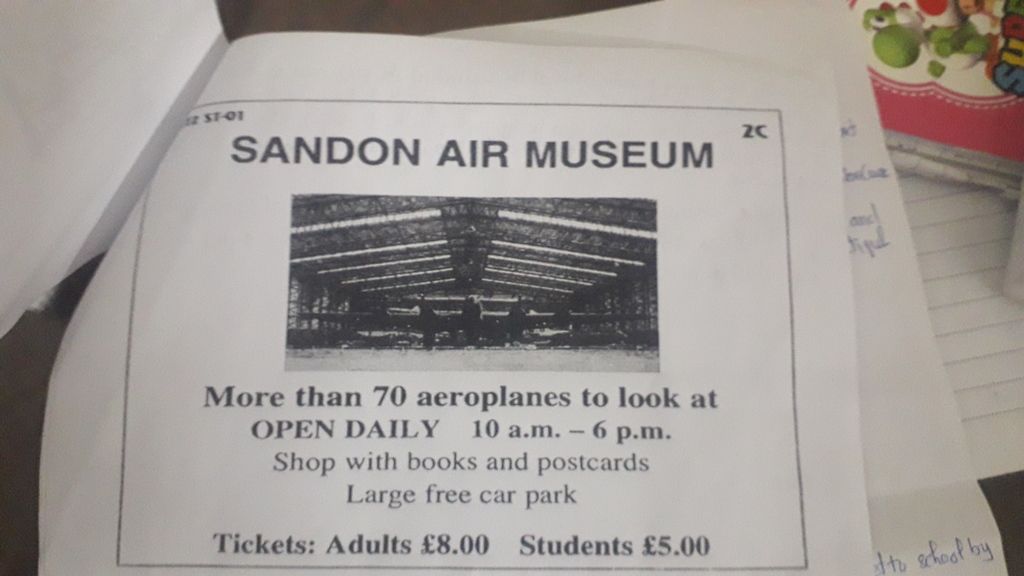 ST-01
2C
SANDON AIR MUSEUM
More than 70 aeroplanes to look at
OPEN DAILY 10 a.m. – 6 p.m.
Shop with books and postcards
Large free car park
Tickets: Adults £8.00 Students £5.00
and
to school by